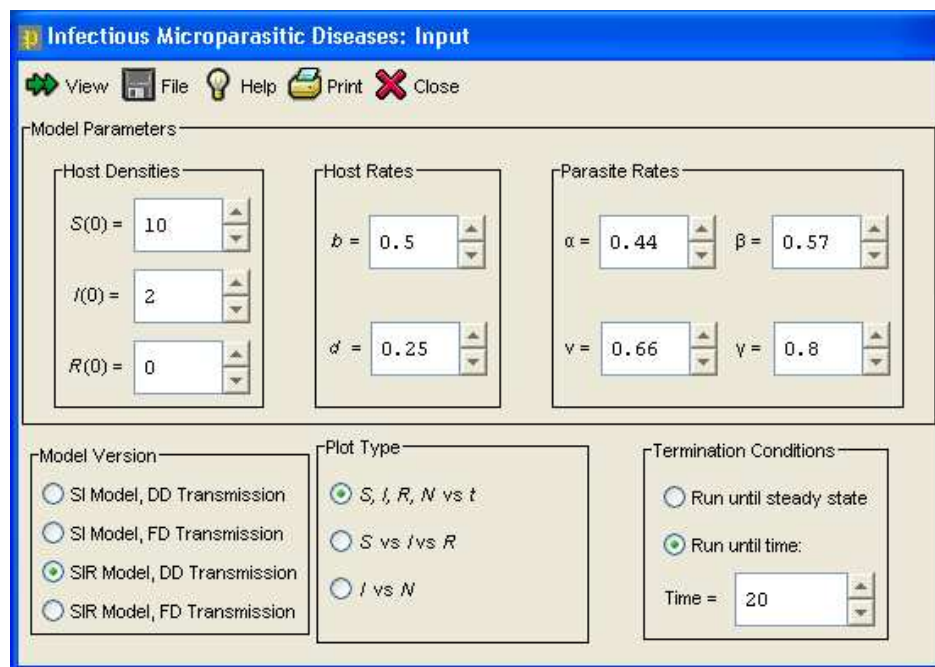 Infectious Microparasitic Diseases: Input
View File Help Print Close
Model Parameters
Host Densities
S(0) = 10
I(0) = 2
R(0) = 0
Host Rates
b = 0.5
d = 0.25
Parasite Rates
α = 0.44 β = 0.57
ν = 0.66 γ = 0.8
Model Version
SI Model, DD Transmission
SI Model, FD Transmission
SIR Model, DD Transmission
SIR Model, FD Transmission
Plot Type
S, I, R, N vs t
S vs I vs R
I vs N
Termination Conditions
Run until steady state
Run until time:
Time = 20